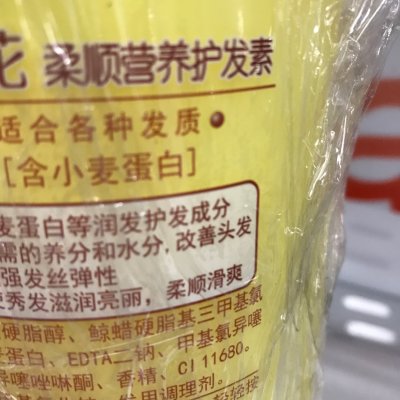 花 柔顺营养护发素
适合各种发质
[含小麦蛋白]
麦蛋白等润发护发成分
需的养分和水分,改善头发
强发丝弹性
使秀发滋润亮丽，柔顺滑爽
硬脂醇、鲸蜡硬脂基三甲基氯
蛋白、EDTA二钠、甲基氯异噻
噻唑啉酮、香精、CI 11680。
发用调理剂。